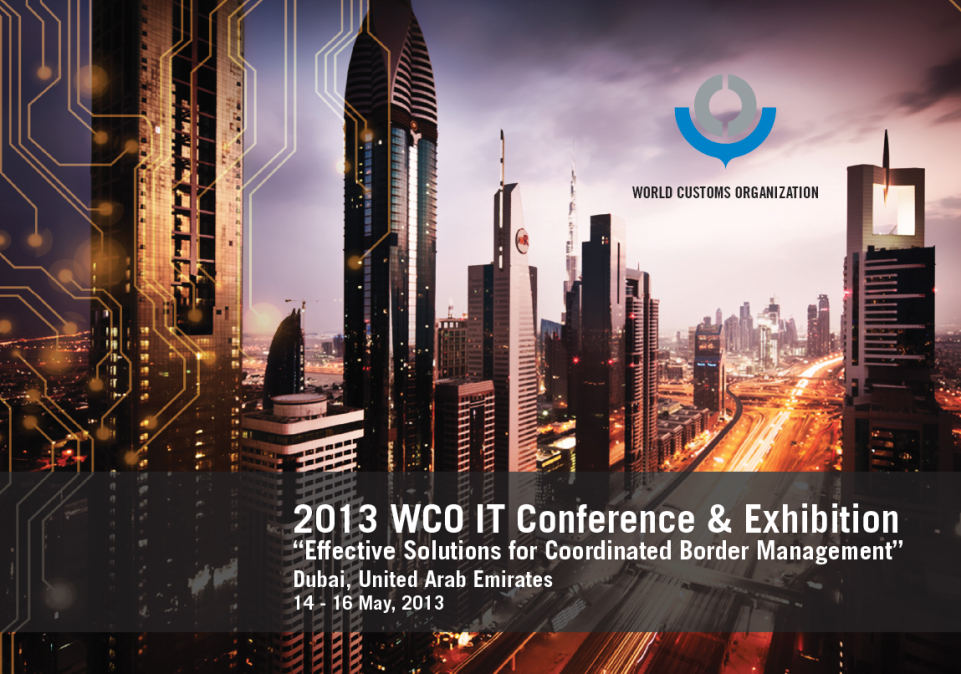 WORLD CUSTOMS ORGANIZATION
2013 WCO IT Conference & Exhibition
“Effective Solutions for Coordinated Border Management”
Dubai, United Arab Emirates
14 - 16 May, 2013